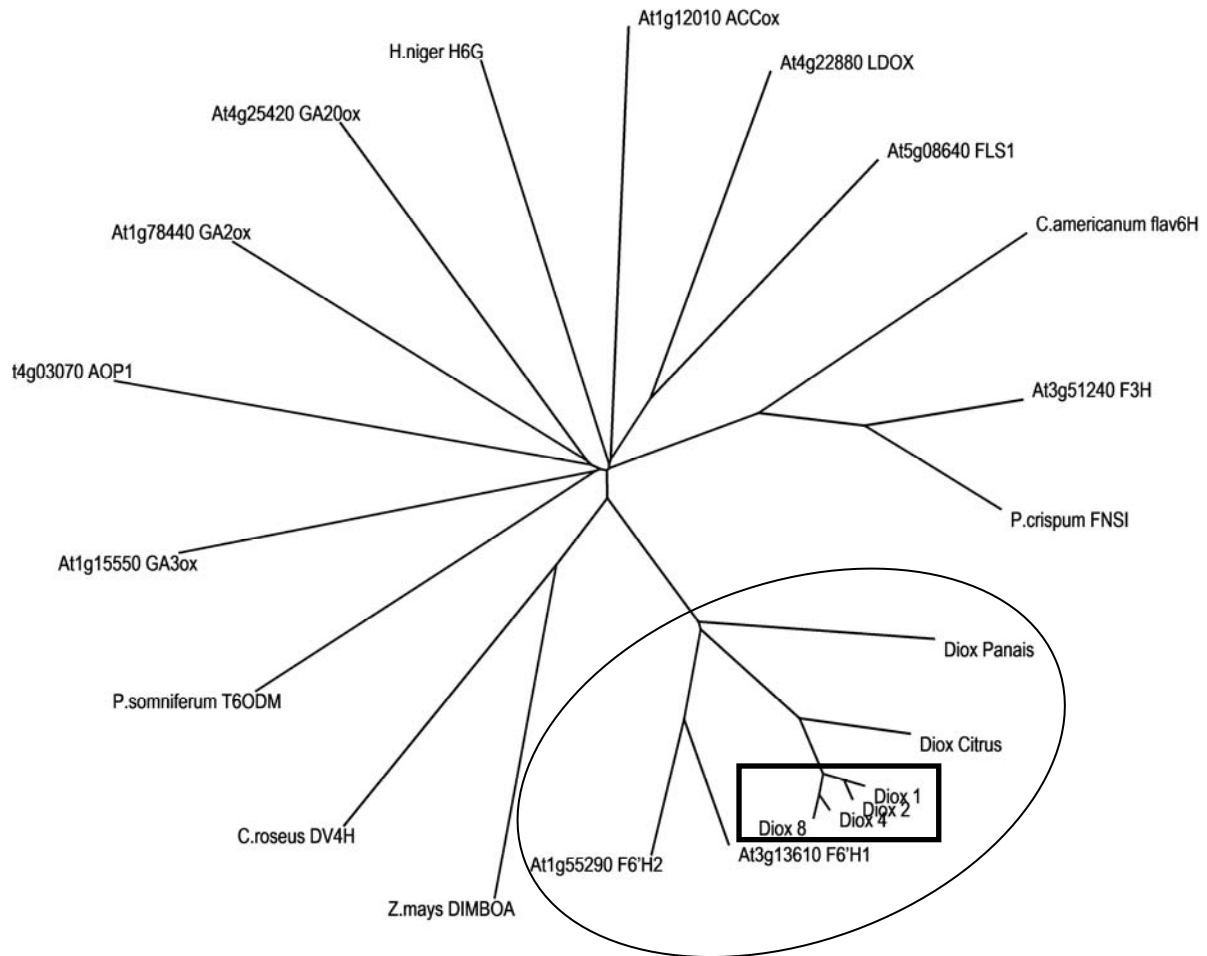 At1g12010 ACCox
H.niger H6G
At4g22880 LDOX
At4g25420 GA20ox
At5g08640 FLS1
C.americanum flav6H
At1g78440 GA2ox
t4g03070 AOP1
At3g51240 F3H
P.crispum FNSI
At1g15550 GA3ox
Diox Panais
P.somniferum T6ODM
Diox Citrus
Diox 1
Diox 2
Diox 4
Diox 8
C.roseus DV4H
At3g13610 F6'H1
At1g55290 F6'H2
Z.mays DIMBOA